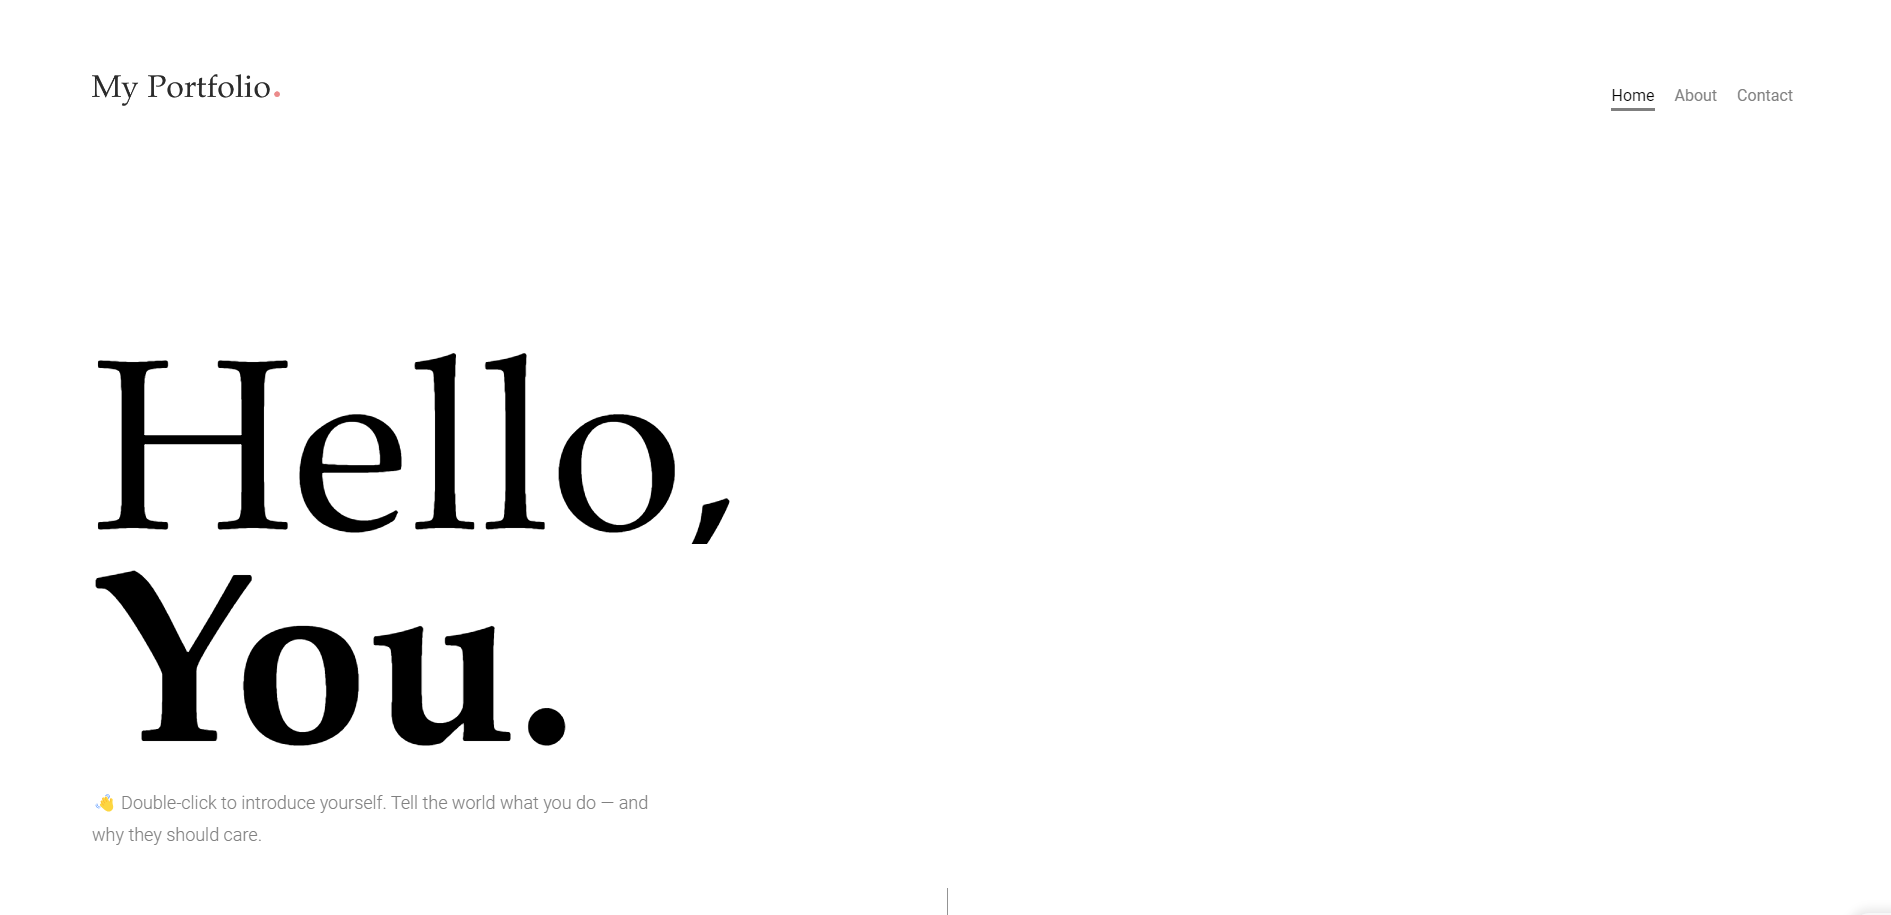 My Portfolio.
Home About Contact
Hello,
You.
👋 Double-click to introduce yourself. Tell the world what you do — and
why they should care.